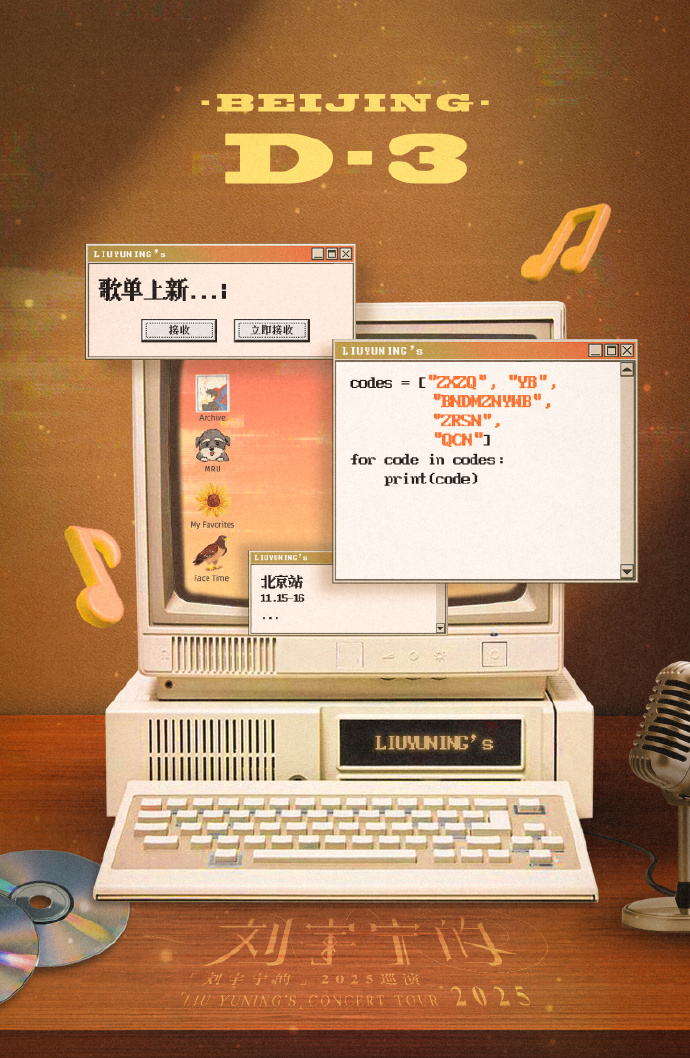 ·BEIJING·
D-3
LIUYUNING's
歌单上新...
接收
立即接收
LIUYUNING's
codes = ["ZXZQ", "YB",
"BNDMZNYWB",
"ZRSN",
"QCN"]
for code in codes:
print(code)
Archive
MRU
My Favorites
Face Time
LIUYUNING's
北京站
11.15-16
...
LIUYUNING's
刘宇宁的
刘宇宁的」2025巡演
LIU YUNING'S CONCERT TOUR 2025